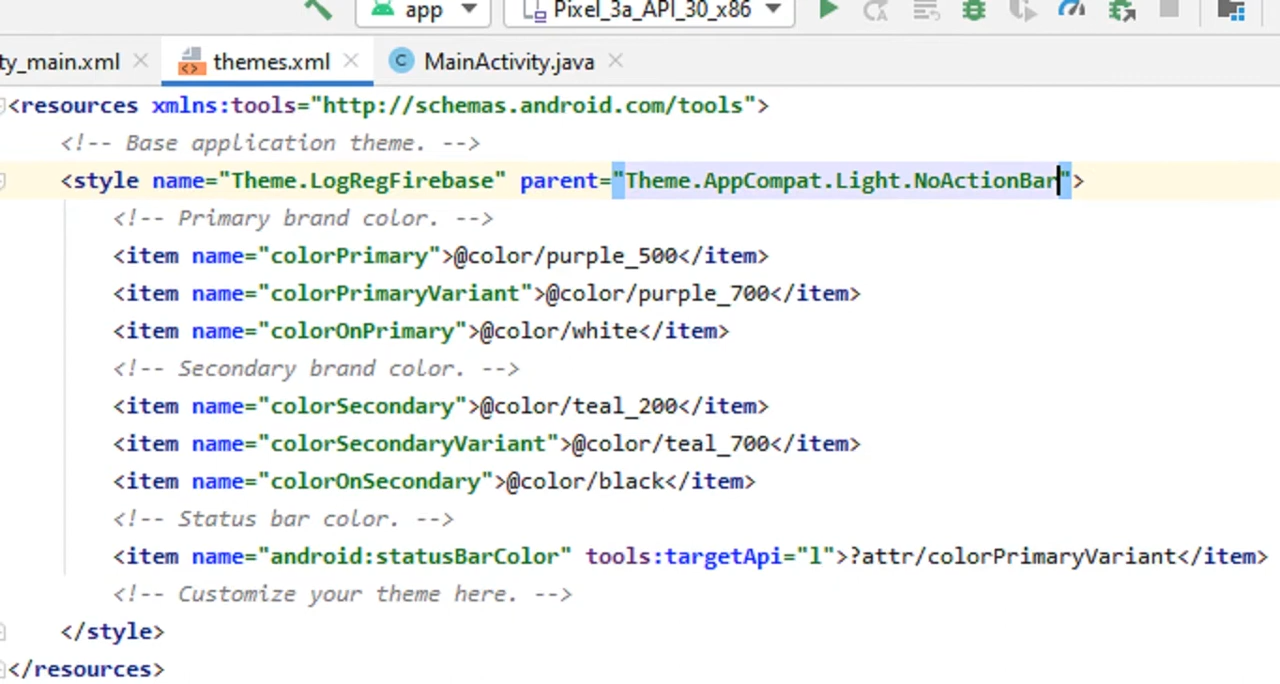 app Pixel_3a_API_30_x86
ty_main.xml themes.xml MainActivity.java
<resources xmlns:tools="http://schemas.android.com/tools">
<!-- Base application theme. -->
<style name="Theme.LogRegFirebase" parent="Theme.AppCompat.Light.NoActionBar">
<!-- Primary brand color. -->
<item name="colorPrimary">@color/purple_500</item>
<item name="colorPrimaryVariant">@color/purple_700</item>
<item name="colorOnPrimary">@color/white</item>
<!-- Secondary brand color. -->
<item name="colorSecondary">@color/teal_200</item>
<item name="colorSecondaryVariant">@color/teal_700</item>
<item name="colorOnSecondary">@color/black</item>
<!-- Status bar color. -->
<item name="android:statusBarColor" tools:targetApi="l">?attr/colorPrimaryVariant</item>
<!-- Customize your theme here. -->
</style>
</resources>